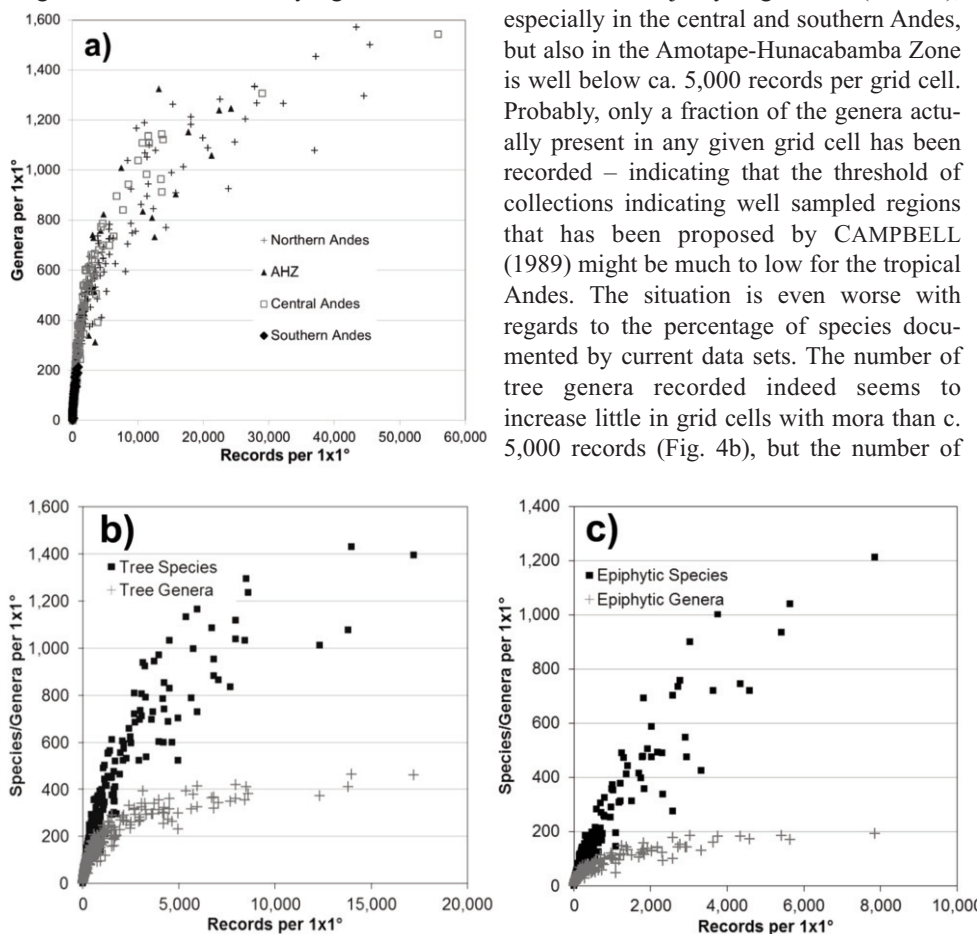 a)
1,600
1,400
1,200
1,000
800
600
400
200
0
Genera per 1x1°
Northern Andes
AHZ
Central Andes
Southern Andes
0 10,000 20,000 30,000 40,000 50,000 60,000
Records per 1x1°
especially in the central and southern Andes,
but also in the Amotape-Hunacabamba Zone
is well below ca. 5,000 records per grid cell.
Probably, only a fraction of the genera actu-
ally present in any given grid cell has been
recorded – indicating that the threshold of
collections indicating well sampled regions
that has been proposed by CAMPBELL
(1989) might be much to low for the tropical
Andes. The situation is even worse with
regards to the percentage of species docu-
mented by current data sets. The number of
tree genera recorded indeed seems to
increase little in grid cells with mora than c.
5,000 records (Fig. 4b), but the number of
b)
1,600
1,400
1,200
1,000
800
600
400
200
0
Species/Genera per 1x1°
Tree Species
Tree Genera
0 5,000 10,000 15,000 20,000
Records per 1x1°
c)
1,400
1,200
1,000
800
600
400
200
0
Species/Genera per 1x1°
Epiphytic Species
Epiphytic Genera
0 2,000 4,000 6,000 8,000 10,000
Records per 1x1°